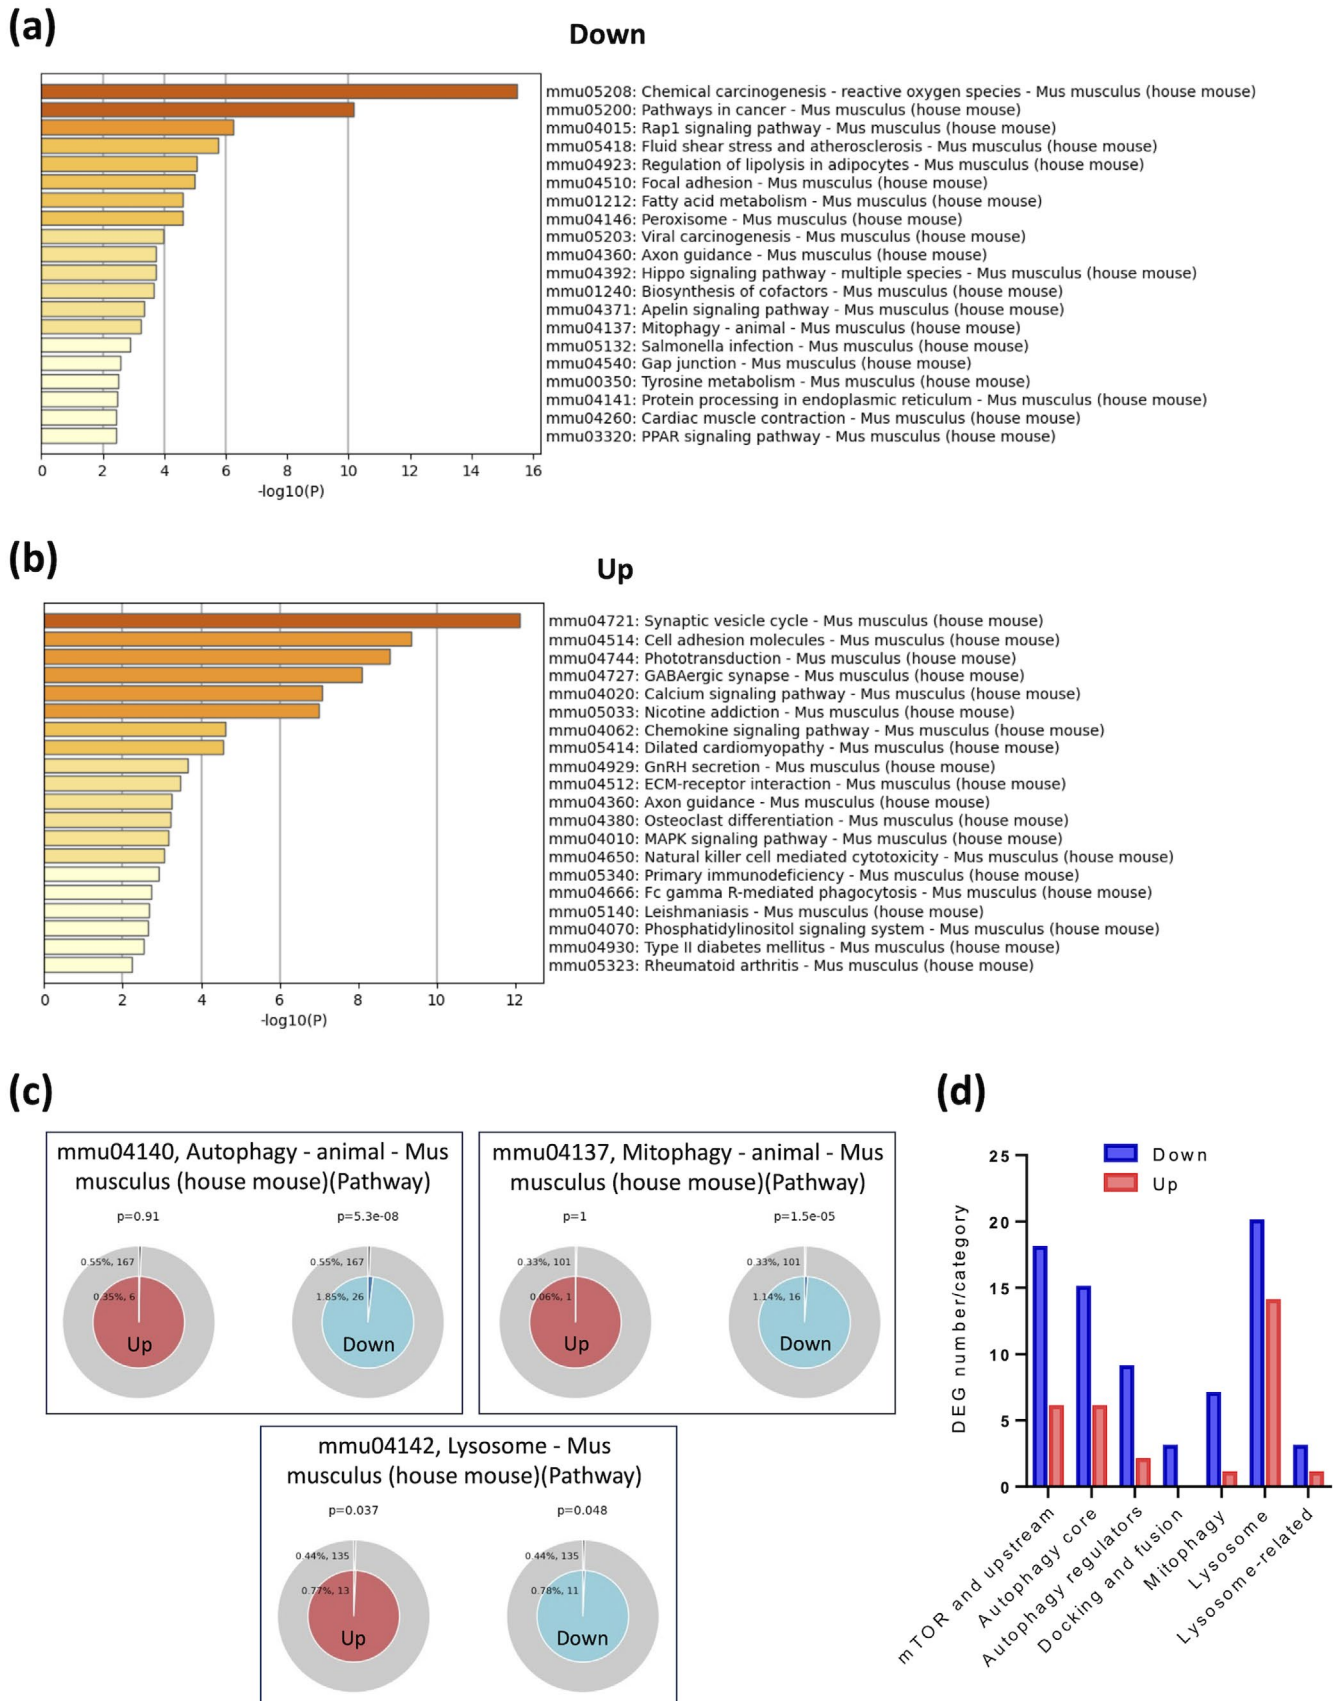 (a)
Down
mmu05208: Chemical carcinogenesis - reactive oxygen species - Mus musculus (house mouse)
mmu05200: Pathways in cancer - Mus musculus (house mouse)
mmu04015: Rap1 signaling pathway - Mus musculus (house mouse)
mmu05418: Fluid shear stress and atherosclerosis - Mus musculus (house mouse)
mmu04923: Regulation of lipolysis in adipocytes - Mus musculus (house mouse)
mmu04510: Focal adhesion - Mus musculus (house mouse)
mmu01212: Fatty acid metabolism - Mus musculus (house mouse)
mmu04146: Peroxisome - Mus musculus (house mouse)
mmu05203: Viral carcinogenesis - Mus musculus (house mouse)
mmu04360: Axon guidance - Mus musculus (house mouse)
mmu04392: Hippo signaling pathway - multiple species - Mus musculus (house mouse)
mmu01240: Biosynthesis of cofactors - Mus musculus (house mouse)
mmu04371: Apelin signaling pathway - Mus musculus (house mouse)
mmu04137: Mitophagy - animal - Mus musculus (house mouse)
mmu05132: Salmonella infection - Mus musculus (house mouse)
mmu04540: Gap junction - Mus musculus (house mouse)
mmu00350: Tyrosine metabolism - Mus musculus (house mouse)
mmu04141: Protein processing in endoplasmic reticulum - Mus musculus (house mouse)
mmu04260: Cardiac muscle contraction - Mus musculus (house mouse)
mmu03320: PPAR signaling pathway - Mus musculus (house mouse)
0 2 4 6 8 10 12 14 16
-log10(P)
(b)
Up
mmu04721: Synaptic vesicle cycle - Mus musculus (house mouse)
mmu04514: Cell adhesion molecules - Mus musculus (house mouse)
mmu04744: Phototransduction - Mus musculus (house mouse)
mmu04727: GABAergic synapse - Mus musculus (house mouse)
mmu04020: Calcium signaling pathway - Mus musculus (house mouse)
mmu05033: Nicotine addiction - Mus musculus (house mouse)
mmu04062: Chemokine signaling pathway - Mus musculus (house mouse)
mmu05414: Dilated cardiomyopathy - Mus musculus (house mouse)
mmu04929: GnRH secretion - Mus musculus (house mouse)
mmu04512: ECM-receptor interaction - Mus musculus (house mouse)
mmu04360: Axon guidance - Mus musculus (house mouse)
mmu04380: Osteoclast differentiation - Mus musculus (house mouse)
mmu04010: MAPK signaling pathway - Mus musculus (house mouse)
mmu04650: Natural killer cell mediated cytotoxicity - Mus musculus (house mouse)
mmu05340: Primary immunodeficiency - Mus musculus (house mouse)
mmu04666: Fc gamma R-mediated phagocytosis - Mus musculus (house mouse)
mmu05140: Leishmaniasis - Mus musculus (house mouse)
mmu04070: Phosphatidylinositol signaling system - Mus musculus (house mouse)
mmu04930: Type II diabetes mellitus - Mus musculus (house mouse)
mmu05323: Rheumatoid arthritis - Mus musculus (house mouse)
0 2 4 6 8 10 12
-log10(P)
(c)
mmu04140, Autophagy - animal - Mus
musculus (house mouse)(Pathway)
p=0.91
0.55%, 167
0.35%, 6
Up
p=5.3e-08
0.55%, 167
1.85%, 26
Down
mmu04137, Mitophagy - animal - Mus
musculus (house mouse)(Pathway)
p=1
0.33%, 101
0.06%, 1
Up
p=1.5e-05
0.33%, 101
1.14%, 16
Down
mmu04142, Lysosome - Mus
musculus (house mouse)(Pathway)
p=0.037
0.44%, 135
0.77%, 13
Up
p=0.048
0.44%, 135
0.78%, 11
Down
(d)
Down
Up
DEG number/category
25
20
15
10
5
0
mTOR and upstream
Autophagy core
Autophagy regulators
Docking and fusion
Mitophagy
Lysosome
Lysosome-related